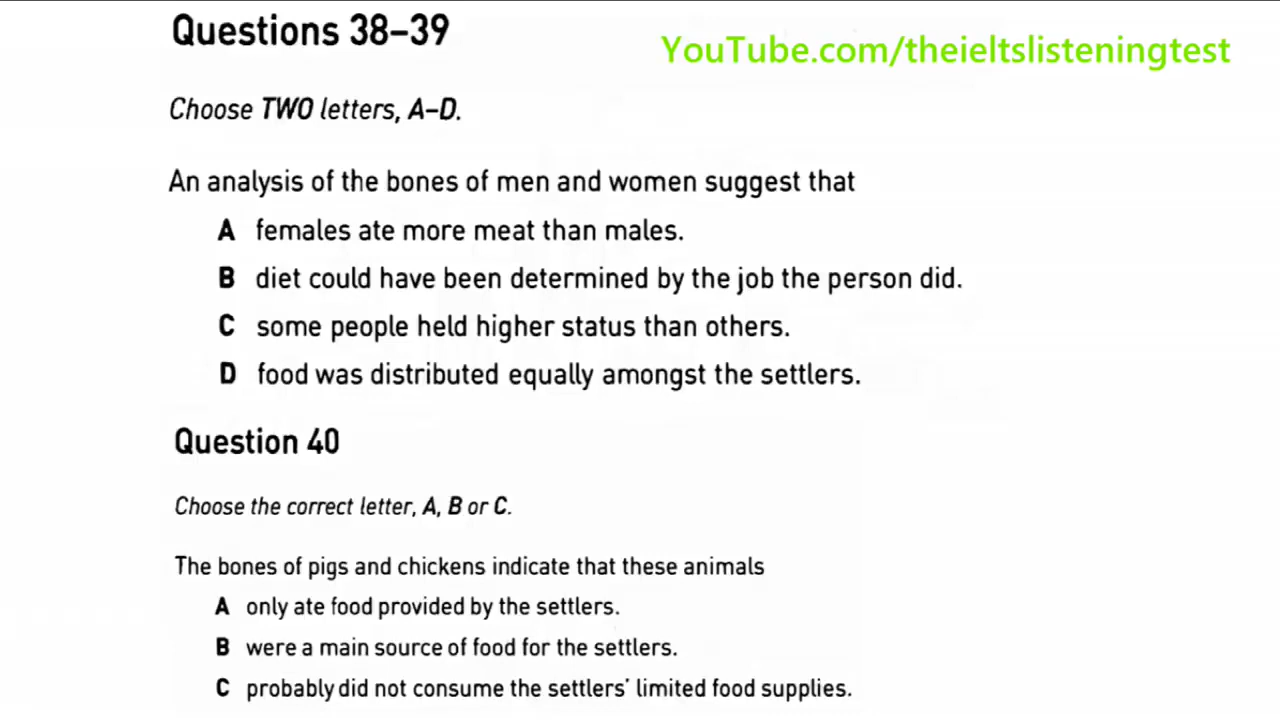 Questions 38–39
YouTube.com/theieltslisteningtest
Choose TWO letters, A–D.
An analysis of the bones of men and women suggest that
A females ate more meat than males.
B diet could have been determined by the job the person did.
C some people held higher status than others.
D food was distributed equally amongst the settlers.
Question 40
Choose the correct letter, A, B or C.
The bones of pigs and chickens indicate that these animals
A only ate food provided by the settlers.
B were a main source of food for the settlers.
C probably did not consume the settlers' limited food supplies.